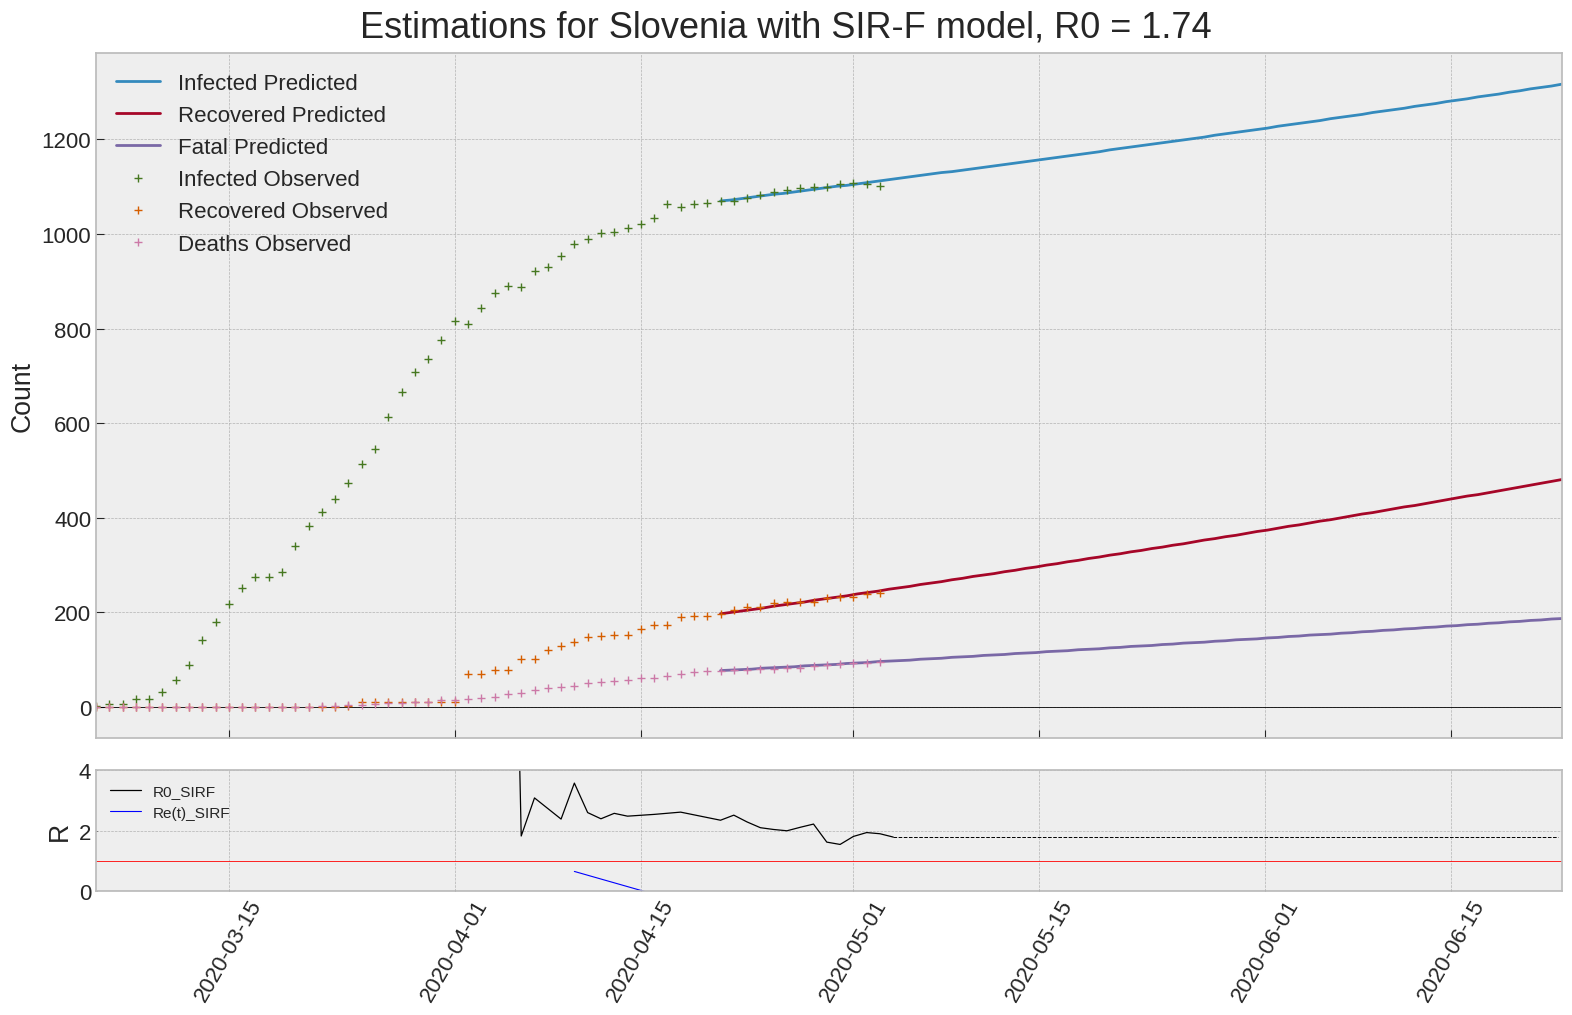 Estimations for Slovenia with SIR-F model, R0 = 1.74
Infected Predicted
Recovered Predicted
Fatal Predicted
Infected Observed
Recovered Observed
Deaths Observed
1200
1000
800
600
400
200
0
Count
R0_SIRF
Re(t)_SIRF
4
2
0
R
2020-03-15
2020-04-01
2020-04-15
2020-05-01
2020-05-15
2020-06-01
2020-06-15